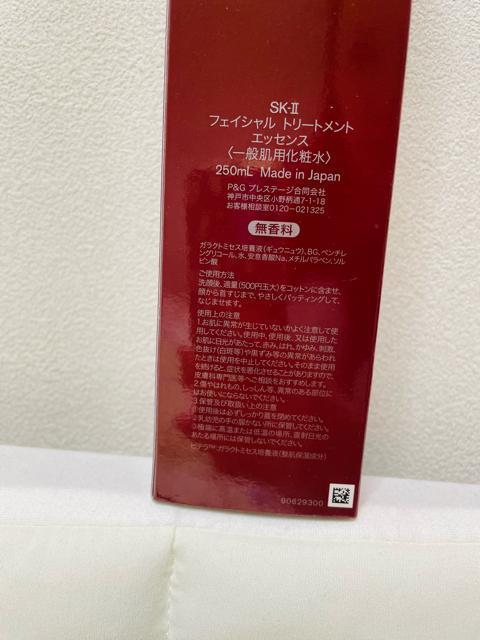 SK-II
フェイシャル トリートメント
エッセンス
〈一般肌用化粧水〉
250mL Made in Japan
P&G プレステージ合同会社
神戸市中央区小野柄通7-1-18
お客様相談室0120-021325
無香料
ガラクトミセス培養液(ギュウニュウ)、BG、ペンチレ
ングリコール、水、安息香酸Na、メチルパラベン、ソル
ビン酸
ご使用方法
洗顔後、適量(500円玉大)をコットンに含ませ、
顔から首すじまで、やさしくパッティングして、
なじませます。
使用上の注意
1.お肌に異常が生じていないかよく注意して使
用してください。使用中、使用後、又は使用した
お肌に日光があたって、赤み、はれ、かゆみ、刺激、
色抜け(白斑等)や黒ずみ等の異常があらわれ
たときは使用を中止してください。そのまま使用
を続けると、症状を悪化させることがありますので、
皮膚科専門医等へご相談をおすすめします。
2.傷やはれもの、しっしん等、異常のある部位に
はお使いにならないでください。
3.保管及び取扱い上の注意
①使用後は必ずしっかり蓋を閉めてください。
②乳幼児の手の届かない所に保管してください。
③極端に高温または低温の場所、直射日光の
あたる場所には保管しないでください。
ピテラ™:ガラクトミセス培養液(整肌保湿成分)
90629300